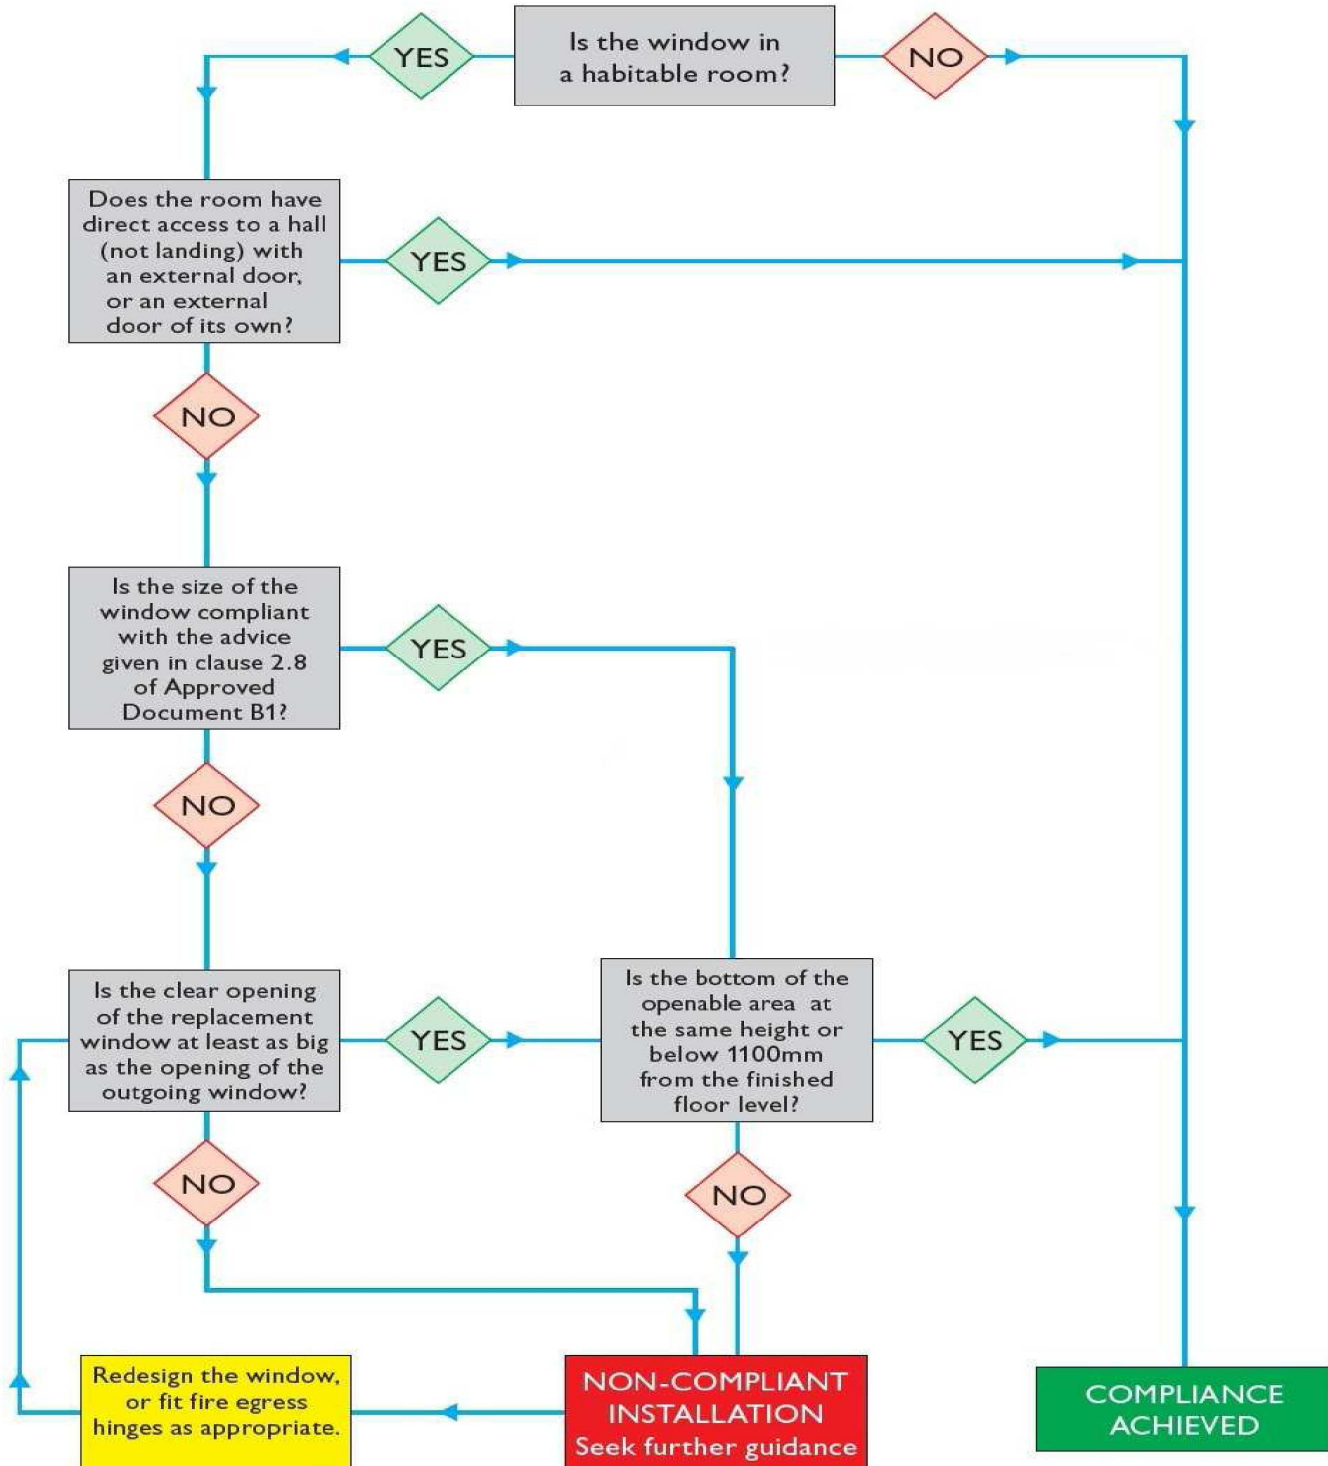 YES
Is the window in
a habitable room?
NO
Does the room have
direct access to a hall
(not landing) with
an external door,
or an external
door of its own?
YES
NO
Is the size of the
window compliant
with the advice
given in clause 2.8
of Approved
Document B1?
YES
NO
Is the clear opening
of the replacement
window at least as big
as the opening of the
outgoing window?
YES
Is the bottom of the
openable area at
the same height or
below 1100mm
from the finished
floor level?
YES
NO
NO
Redesign the window,
or fit fire egress
hinges as appropriate.
NON-COMPLIANT
INSTALLATION
Seek further guidance
COMPLIANCE
ACHIEVED